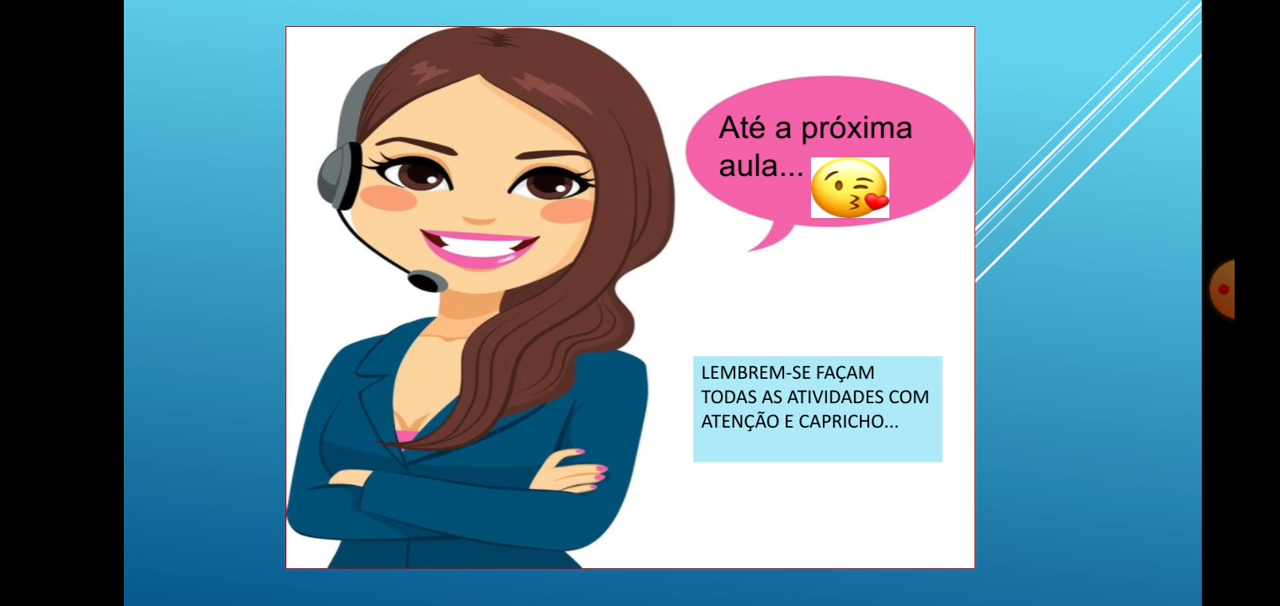 Até a próxima
aula...
LEMBREM-SE FAÇAM
TODAS AS ATIVIDADES COM
ATENÇÃO E CAPRICHO...